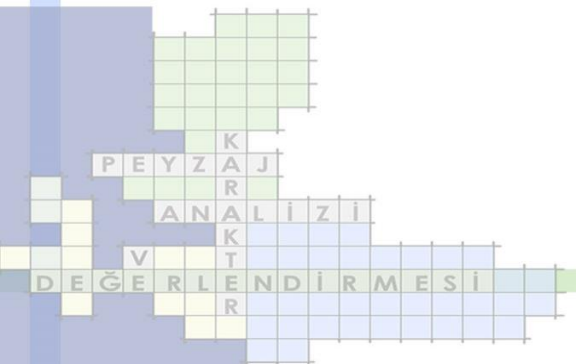 PEYZAJ
KARAKTER
ANALİZİ
VE
DEĞERLENDİRMESİ